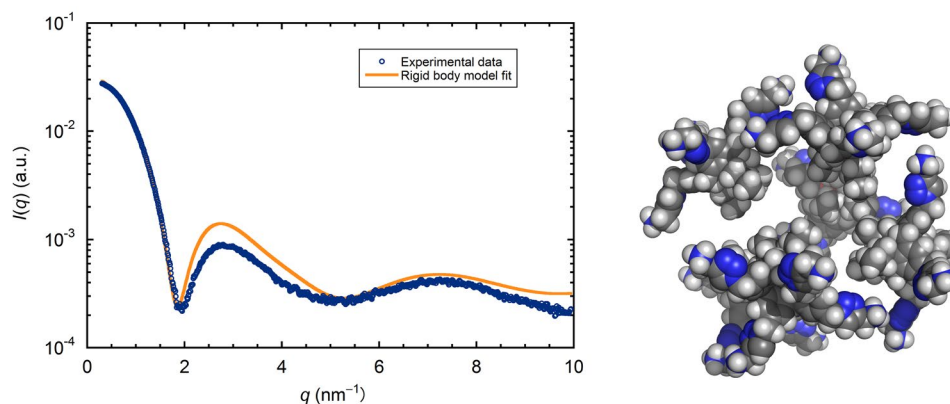 10⁻¹
10⁻²
10⁻³
10⁻⁴
I(q) (a.u.)
Experimental data
Rigid body model fit
0 2 4 6 8 10
q (nm⁻¹)